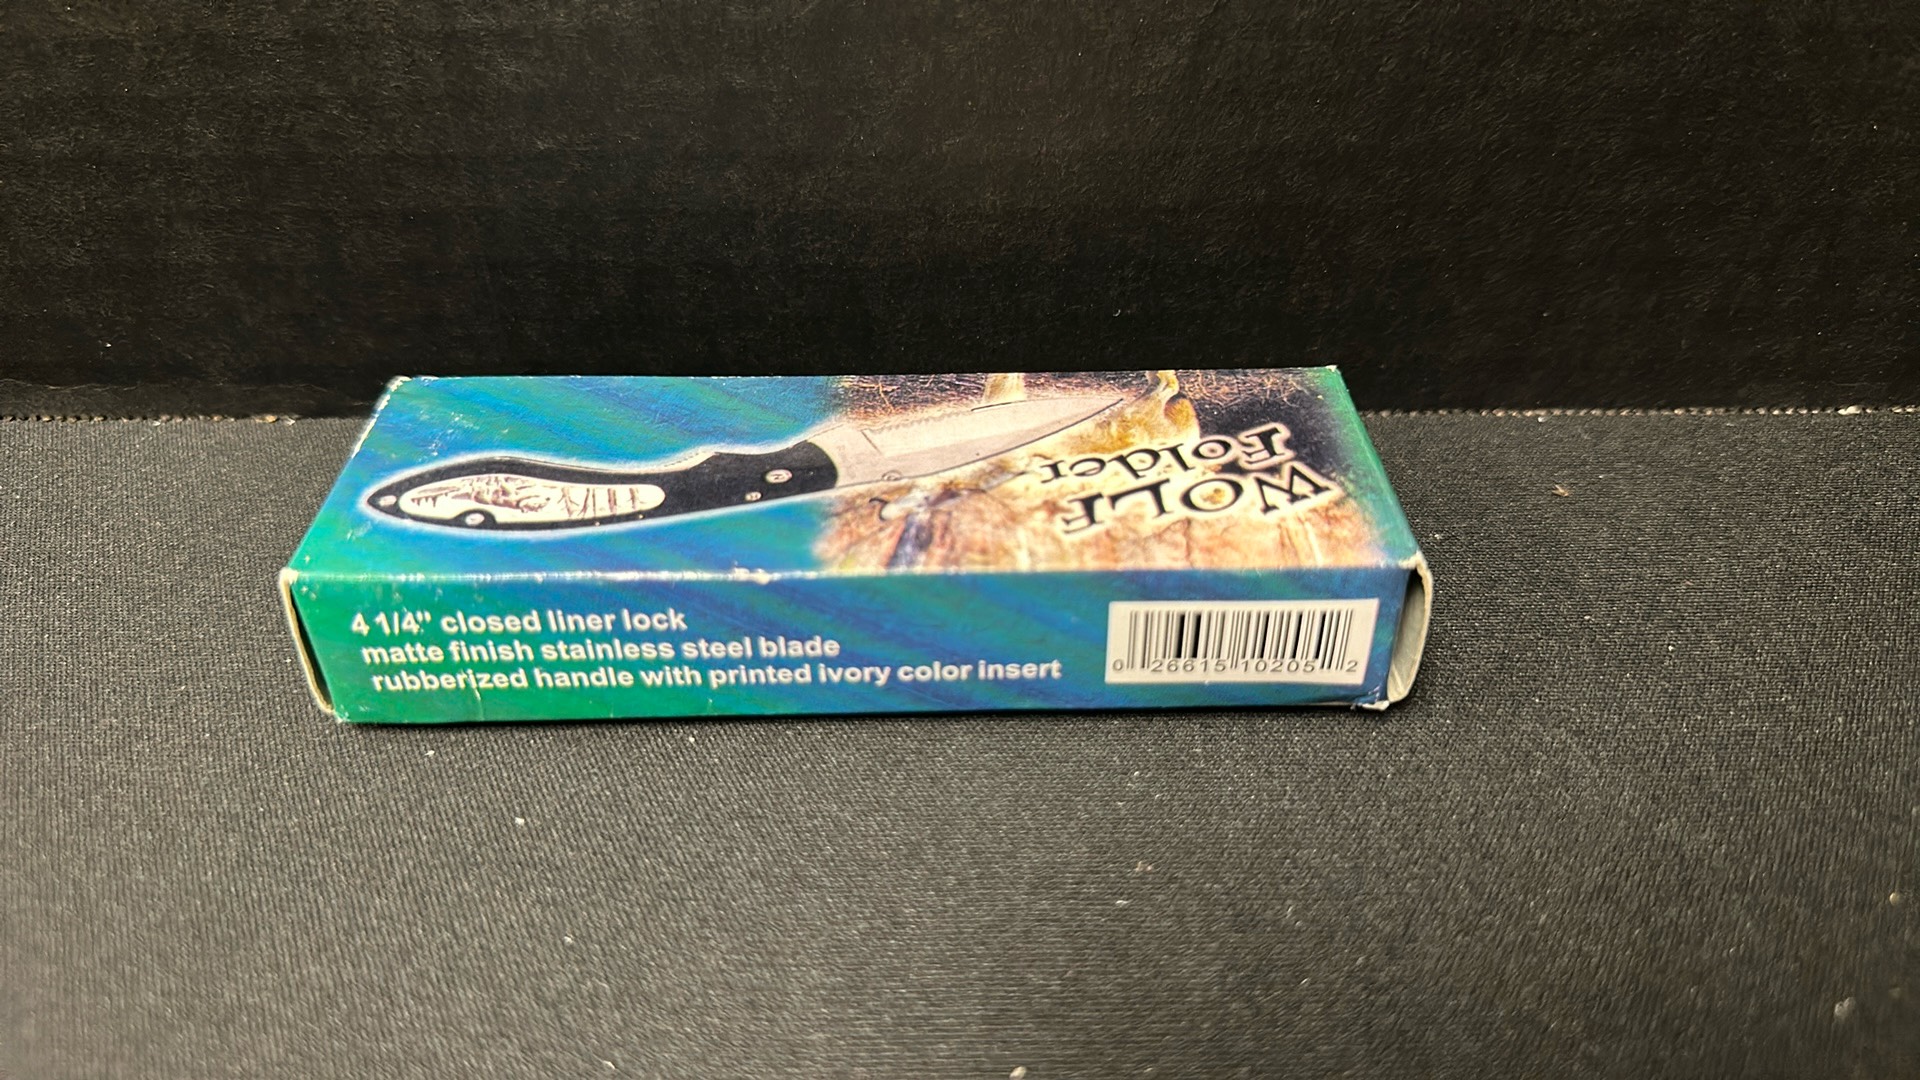 WOLF
Folder
4 1/4" closed liner lock
matte finish stainless steel blade
rubberized handle with printed ivory color insert
0 26615 10205 2